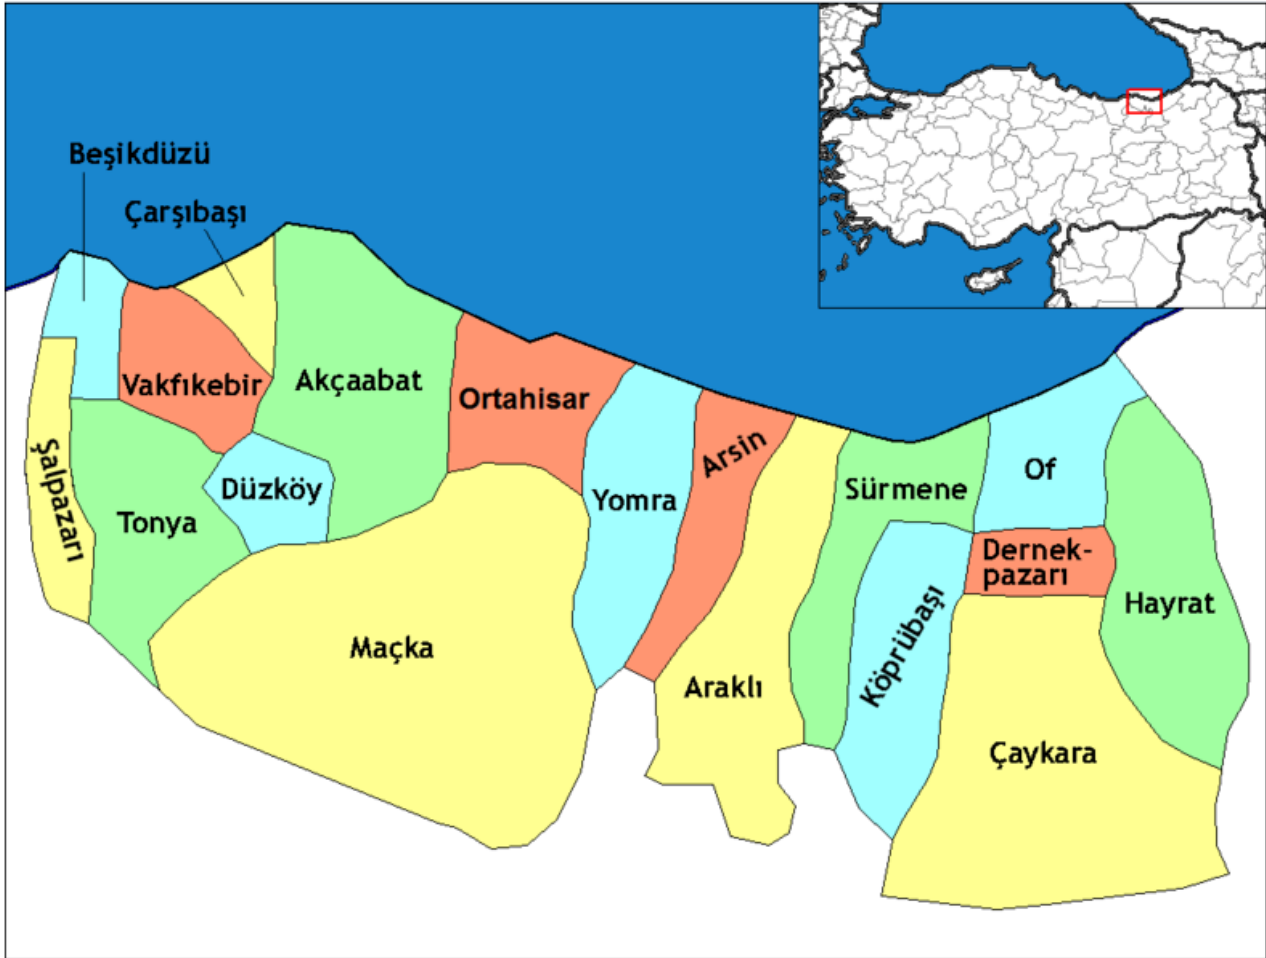 Beşikdüzü
Çarşıbaşı
Vakfıkebir
Akçaabat
Ortahisar
Şalpazarı
Tonya
Düzköy
Yomra
Arsin
Sürmene
Of
Dernek-
pazarı
Hayrat
Maçka
Araklı
Köprübaşı
Çaykara